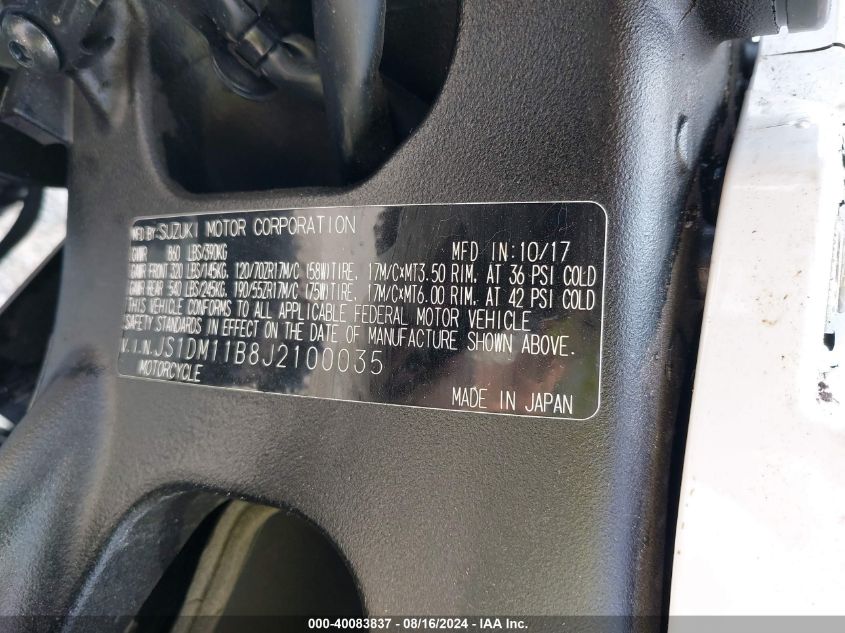 MFD BY:SUZUKI MOTOR CORPORATION
GVWR 860 LBS/390KG MFD IN:10/17
GAWR FRONT 320 LBS/145KG, 120/70ZR17M/C (58W)TIRE, 17M/C×MT3.50 RIM, AT 36 PSI COLD
GAWR REAR 540 LBS/245KG, 190/55ZR17M/C (75W)TIRE, 17M/C×MT6.00 RIM, AT 42 PSI COLD
THIS VEHICLE CONFORMS TO ALL APPLICABLE FEDERAL MOTOR VEHICLE
SAFETY STANDARDS IN EFFECT ON THE DATE OF MANUFACTURE SHOWN ABOVE.
V.I.N.JS1DM11B8J2100035
MOTORCYCLE
MADE IN JAPAN
000-40083837 - 08/16/2024 - © IAA Holdings, LLC.